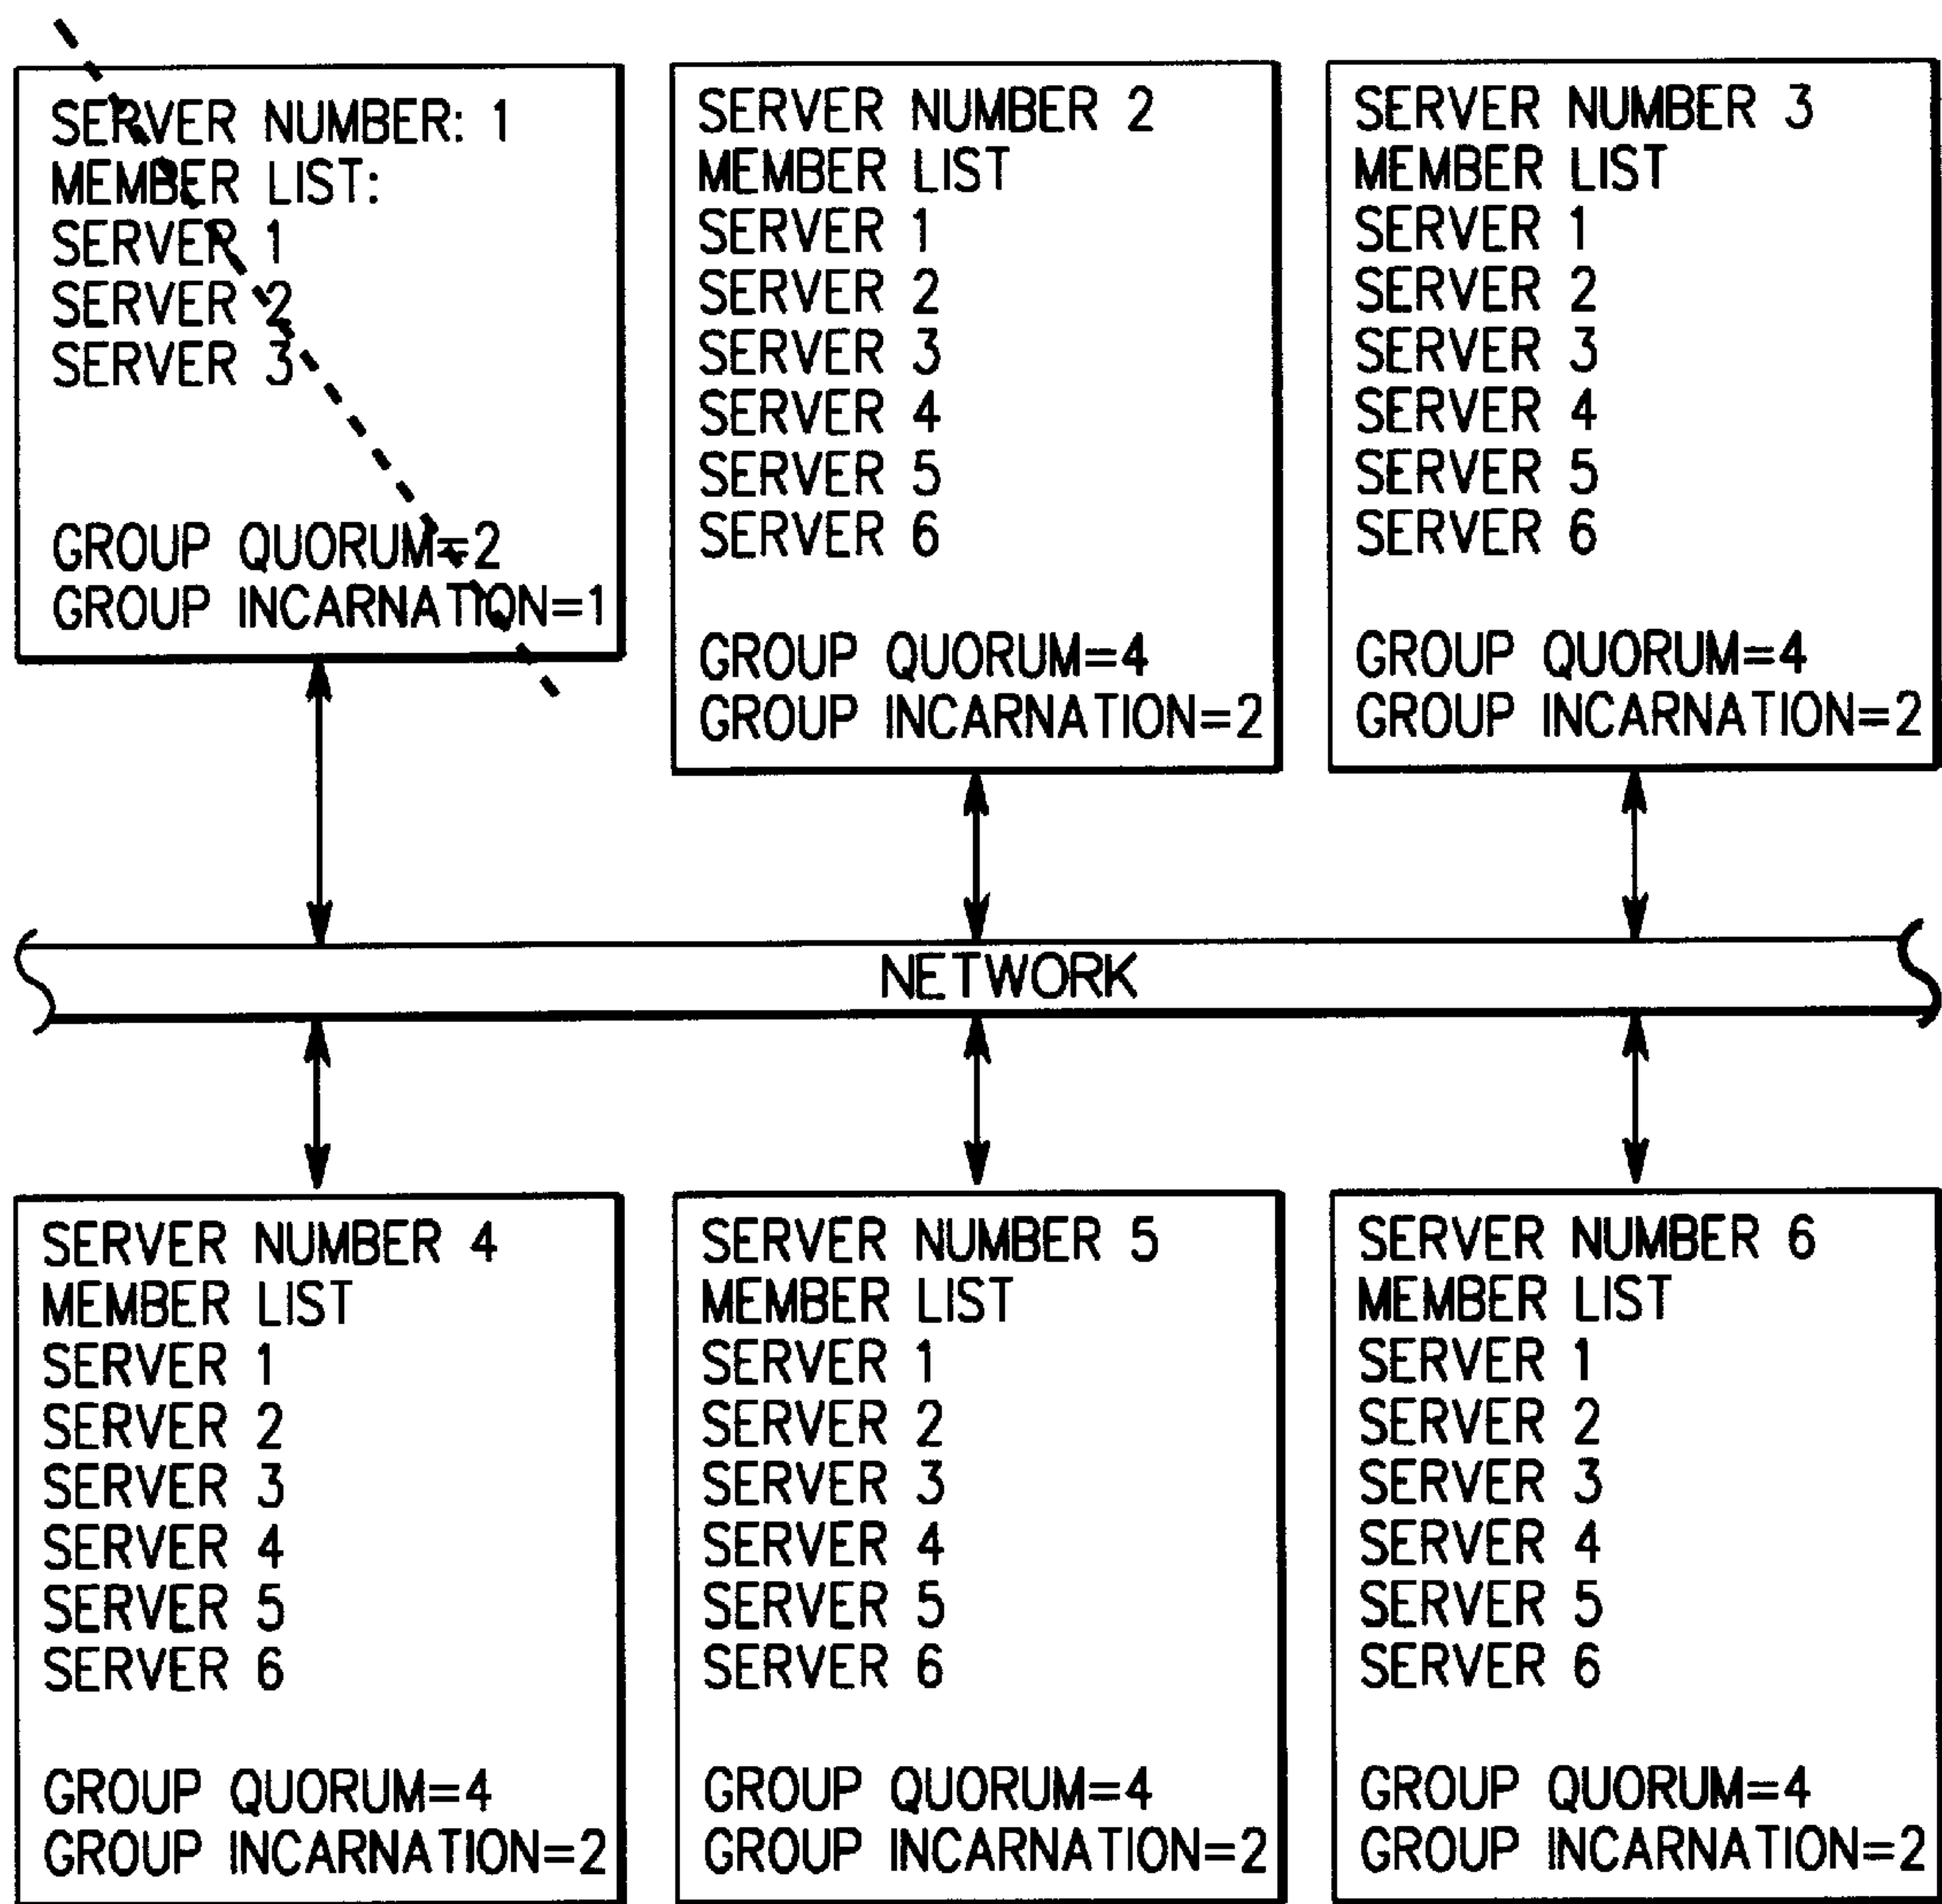 SERVER NUMBER: 1
MEMBER LIST:
SERVER 1
SERVER 2
SERVER 3
GROUP QUORUM=2
GROUP INCARNATION=1
SERVER NUMBER 2
MEMBER LIST
SERVER 1
SERVER 2
SERVER 3
SERVER 4
SERVER 5
SERVER 6
GROUP QUORUM=4
GROUP INCARNATION=2
SERVER NUMBER 3
MEMBER LIST
SERVER 1
SERVER 2
SERVER 3
SERVER 4
SERVER 5
SERVER 6
GROUP QUORUM=4
GROUP INCARNATION=2
NETWORK
SERVER NUMBER 4
MEMBER LIST
SERVER 1
SERVER 2
SERVER 3
SERVER 4
SERVER 5
SERVER 6
GROUP QUORUM=4
GROUP INCARNATION=2
SERVER NUMBER 5
MEMBER LIST
SERVER 1
SERVER 2
SERVER 3
SERVER 4
SERVER 5
SERVER 6
GROUP QUORUM=4
GROUP INCARNATION=2
SERVER NUMBER 6
MEMBER LIST
SERVER 1
SERVER 2
SERVER 3
SERVER 4
SERVER 5
SERVER 6
GROUP QUORUM=4
GROUP INCARNATION=2